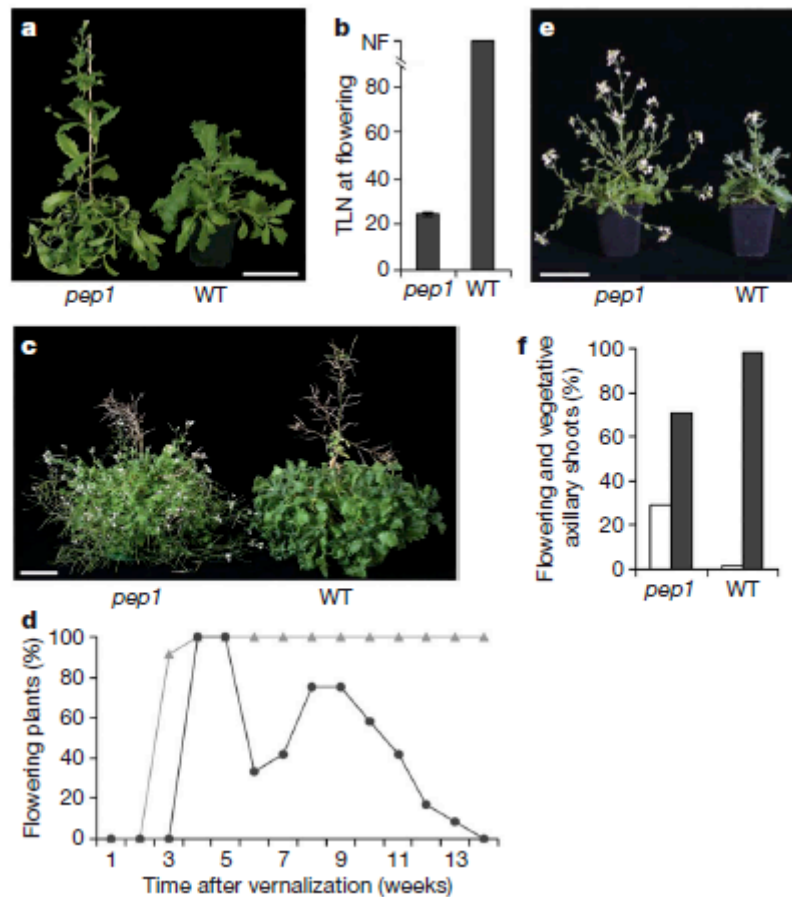 a
pep1 WT
b
TLN at flowering
NF
80
60
40
20
0
pep1 WT
e
pep1 WT
c
pep1 WT
f
Flowering and vegetative
axillary shoots (%)
100
80
60
40
20
0
pep1 WT
d
Flowering plants (%)
100
80
60
40
20
0
1 3 5 7 9 11 13
Time after vernalization (weeks)